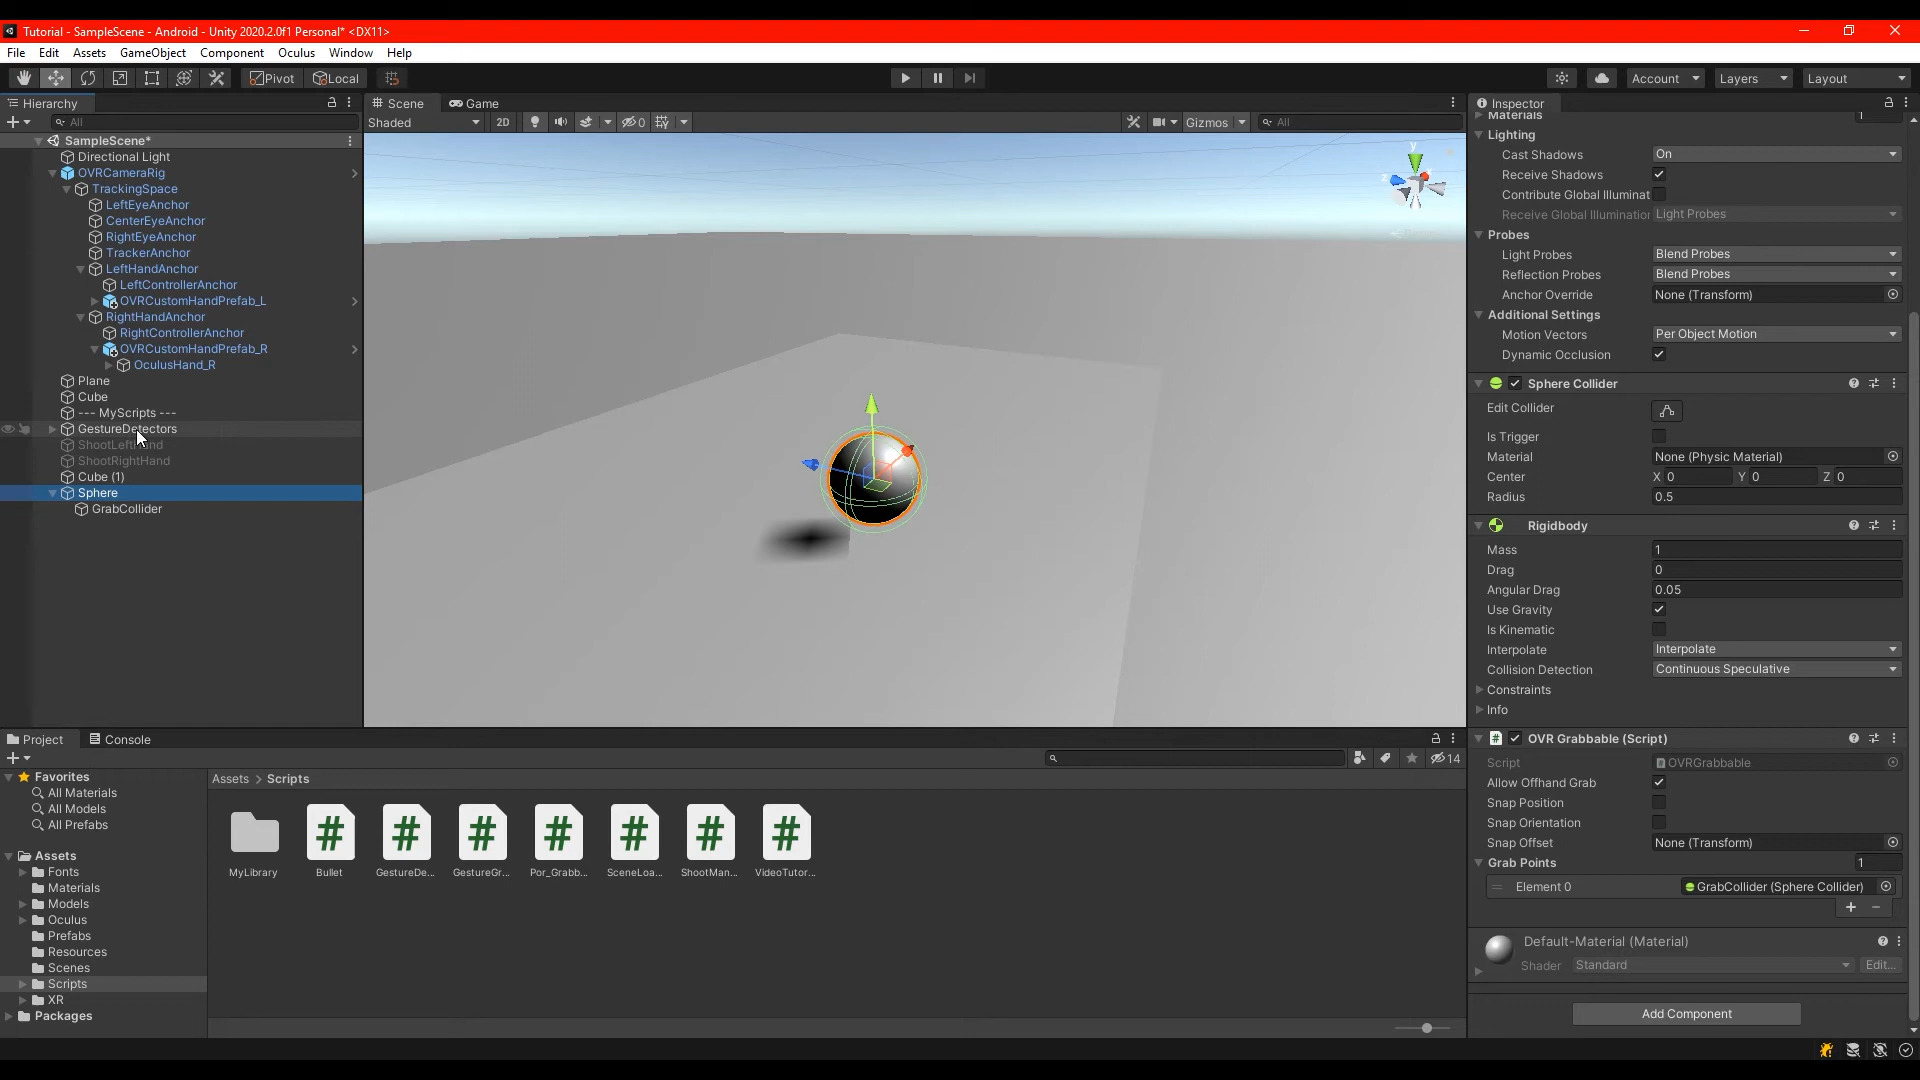 Tutorial - SampleScene - Android - Unity 2020.2.0f1 Personal* <DX11>
File Edit Assets GameObject Component Oculus Window Help
Pivot Local Account Layers Layout
Hierarchy
All
SampleScene*
Directional Light
OVRCameraRig
TrackingSpace
LeftEyeAnchor
CenterEyeAnchor
RightEyeAnchor
TrackerAnchor
LeftHandAnchor
LeftControllerAnchor
OVRCustomHandPrefab_L
RightHandAnchor
RightControllerAnchor
OVRCustomHandPrefab_R
OculusHand_R
Plane
Cube
--- MyScripts ---
GestureDetectors
ShootLeftHand
ShootRightHand
Cube (1)
Sphere
GrabCollider
Scene Game
Shaded 2D 0 Gizmos All
y
z
Inspector
Materials 1
Lighting
Cast Shadows On
Receive Shadows
Contribute Global Illuminat
Receive Global Illumination Light Probes
Probes
Light Probes Blend Probes
Reflection Probes Blend Probes
Anchor Override None (Transform)
Additional Settings
Motion Vectors Per Object Motion
Dynamic Occlusion
Sphere Collider
Edit Collider
Is Trigger
Material None (Physic Material)
Center X 0 Y 0 Z 0
Radius 0.5
Rigidbody
Mass 1
Drag 0
Angular Drag 0.05
Use Gravity
Is Kinematic
Interpolate Interpolate
Collision Detection Continuous Speculative
Constraints
Info
OVR Grabbable (Script)
Script OVRGrabbable
Allow Offhand Grab
Snap Position
Snap Orientation
Snap Offset None (Transform)
Grab Points 1
Element 0 GrabCollider (Sphere Collider)
Default-Material (Material)
Shader Standard Edit...
Add Component
Project Console
14
Favorites
All Materials
All Models
All Prefabs
Assets
Fonts
Materials
Models
Oculus
Prefabs
Resources
Scenes
Scripts
XR
Packages
Assets > Scripts
MyLibrary Bullet GestureDe... GestureGr... Por_Grabb... SceneLoa... ShootMan... VideoTutor...